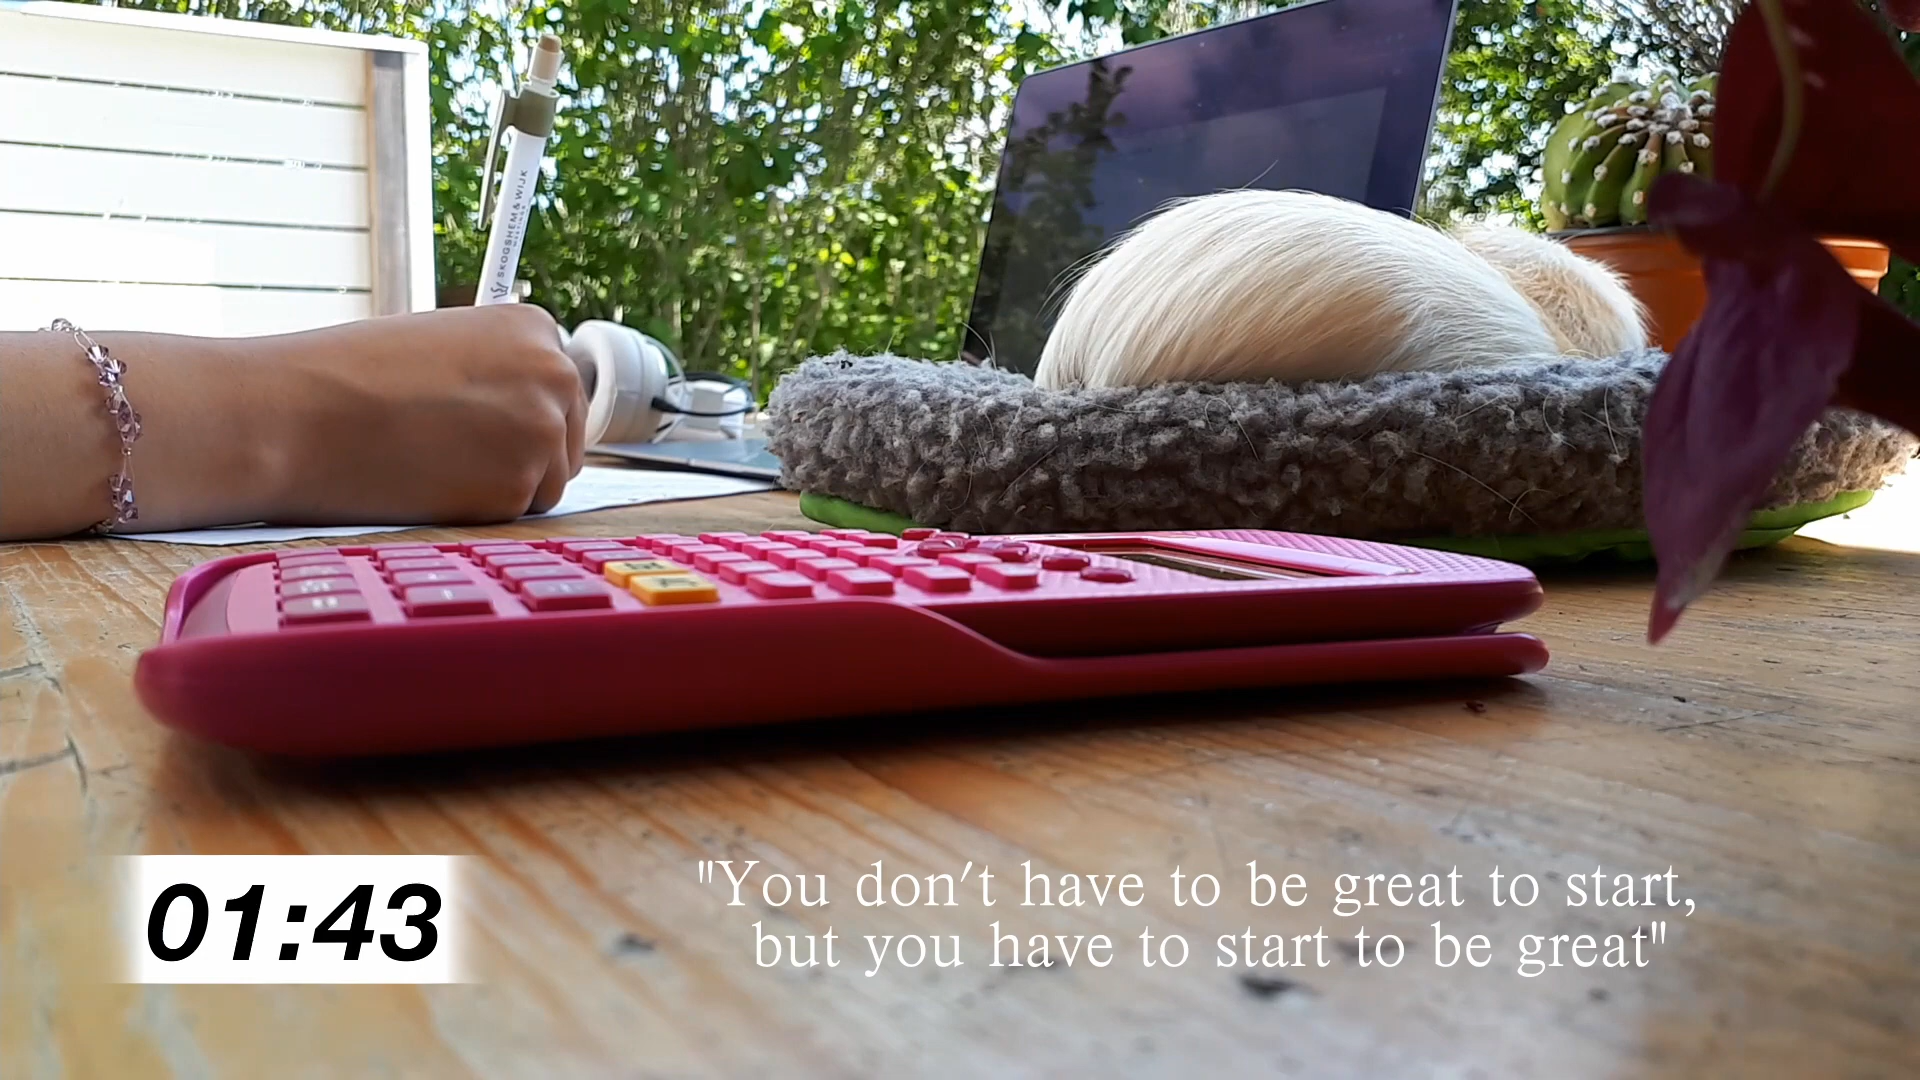 SKOGSHEM & WIJK
01:43
"You don't have to be great to start,
but you have to start to be great"